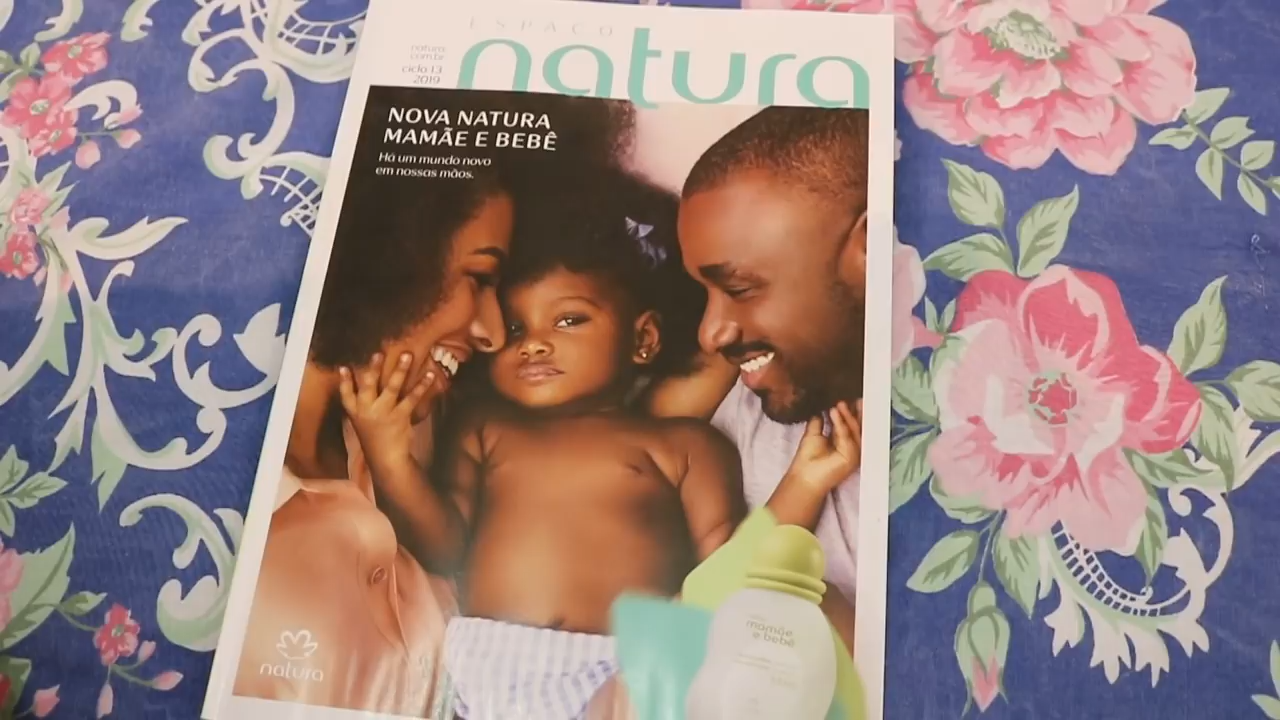 ESPAÇO
natura
natura
com.br
ciclo 13
2019
NOVA NATURA
MAMÃE E BEBÊ
Há um mundo novo
em nossas mãos.
mamãe
e bebê
natura